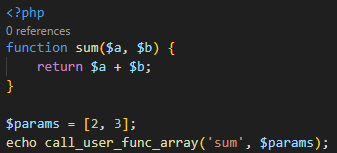 <?php
0 references
function sum($a, $b) {
    return $a + $b;
}

$params = [2, 3];
echo call_user_func_array('sum', $params);